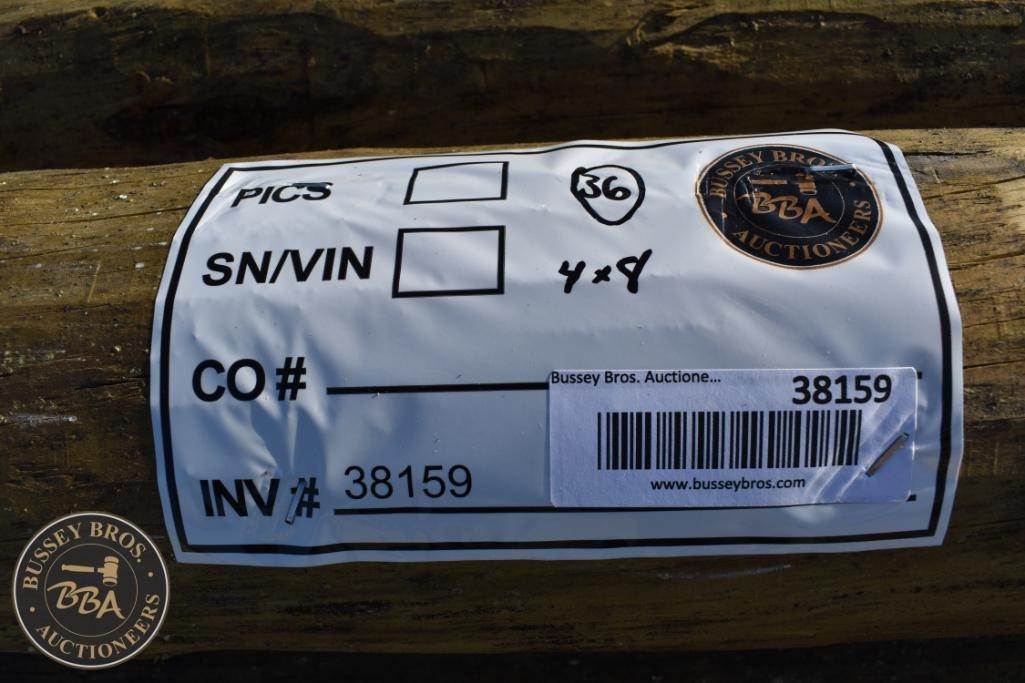 PICS
36
BUSSEY BROS.
BBA
AUCTIONEERS
SN/VIN
4x8
CO #
Bussey Bros. Auctione...
38159
www.busseybros.com
INV #
38159
BUSSEY BROS.
BBA
AUCTIONEERS